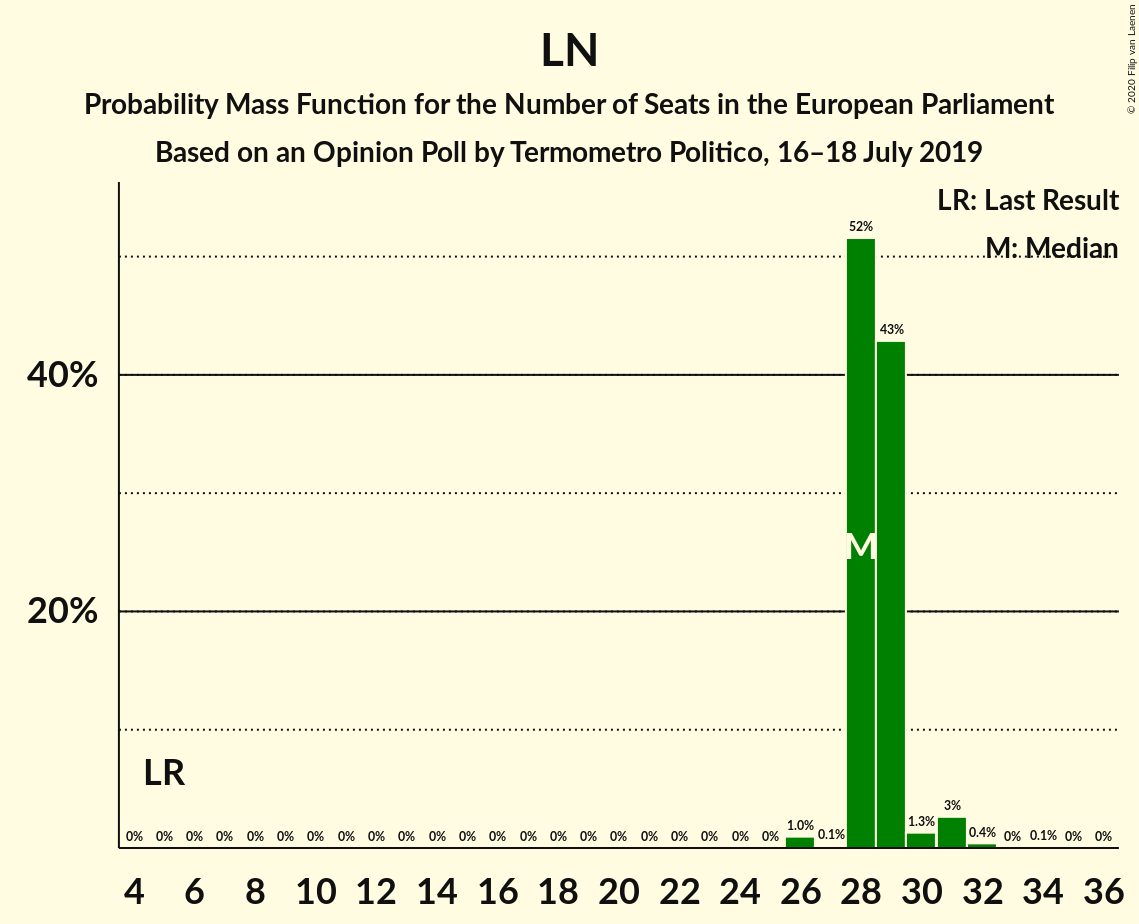 LN
Probability Mass Function for the Number of Seats in the European Parliament
Based on an Opinion Poll by Termometro Politico, 16–18 July 2019
© 2020 Filip van Laenen
LR: Last Result
M: Median
52%
43%
40%
M
20%
LR
0% 0% 0% 0% 0% 0% 0% 0% 0% 0% 0% 0% 0% 0% 0% 0% 0% 0% 0% 0% 0% 0% 1.0% 0.1% 1.3% 3% 0.4% 0% 0.1% 0% 0%
4 6 8 10 12 14 16 18 20 22 24 26 28 30 32 34 36